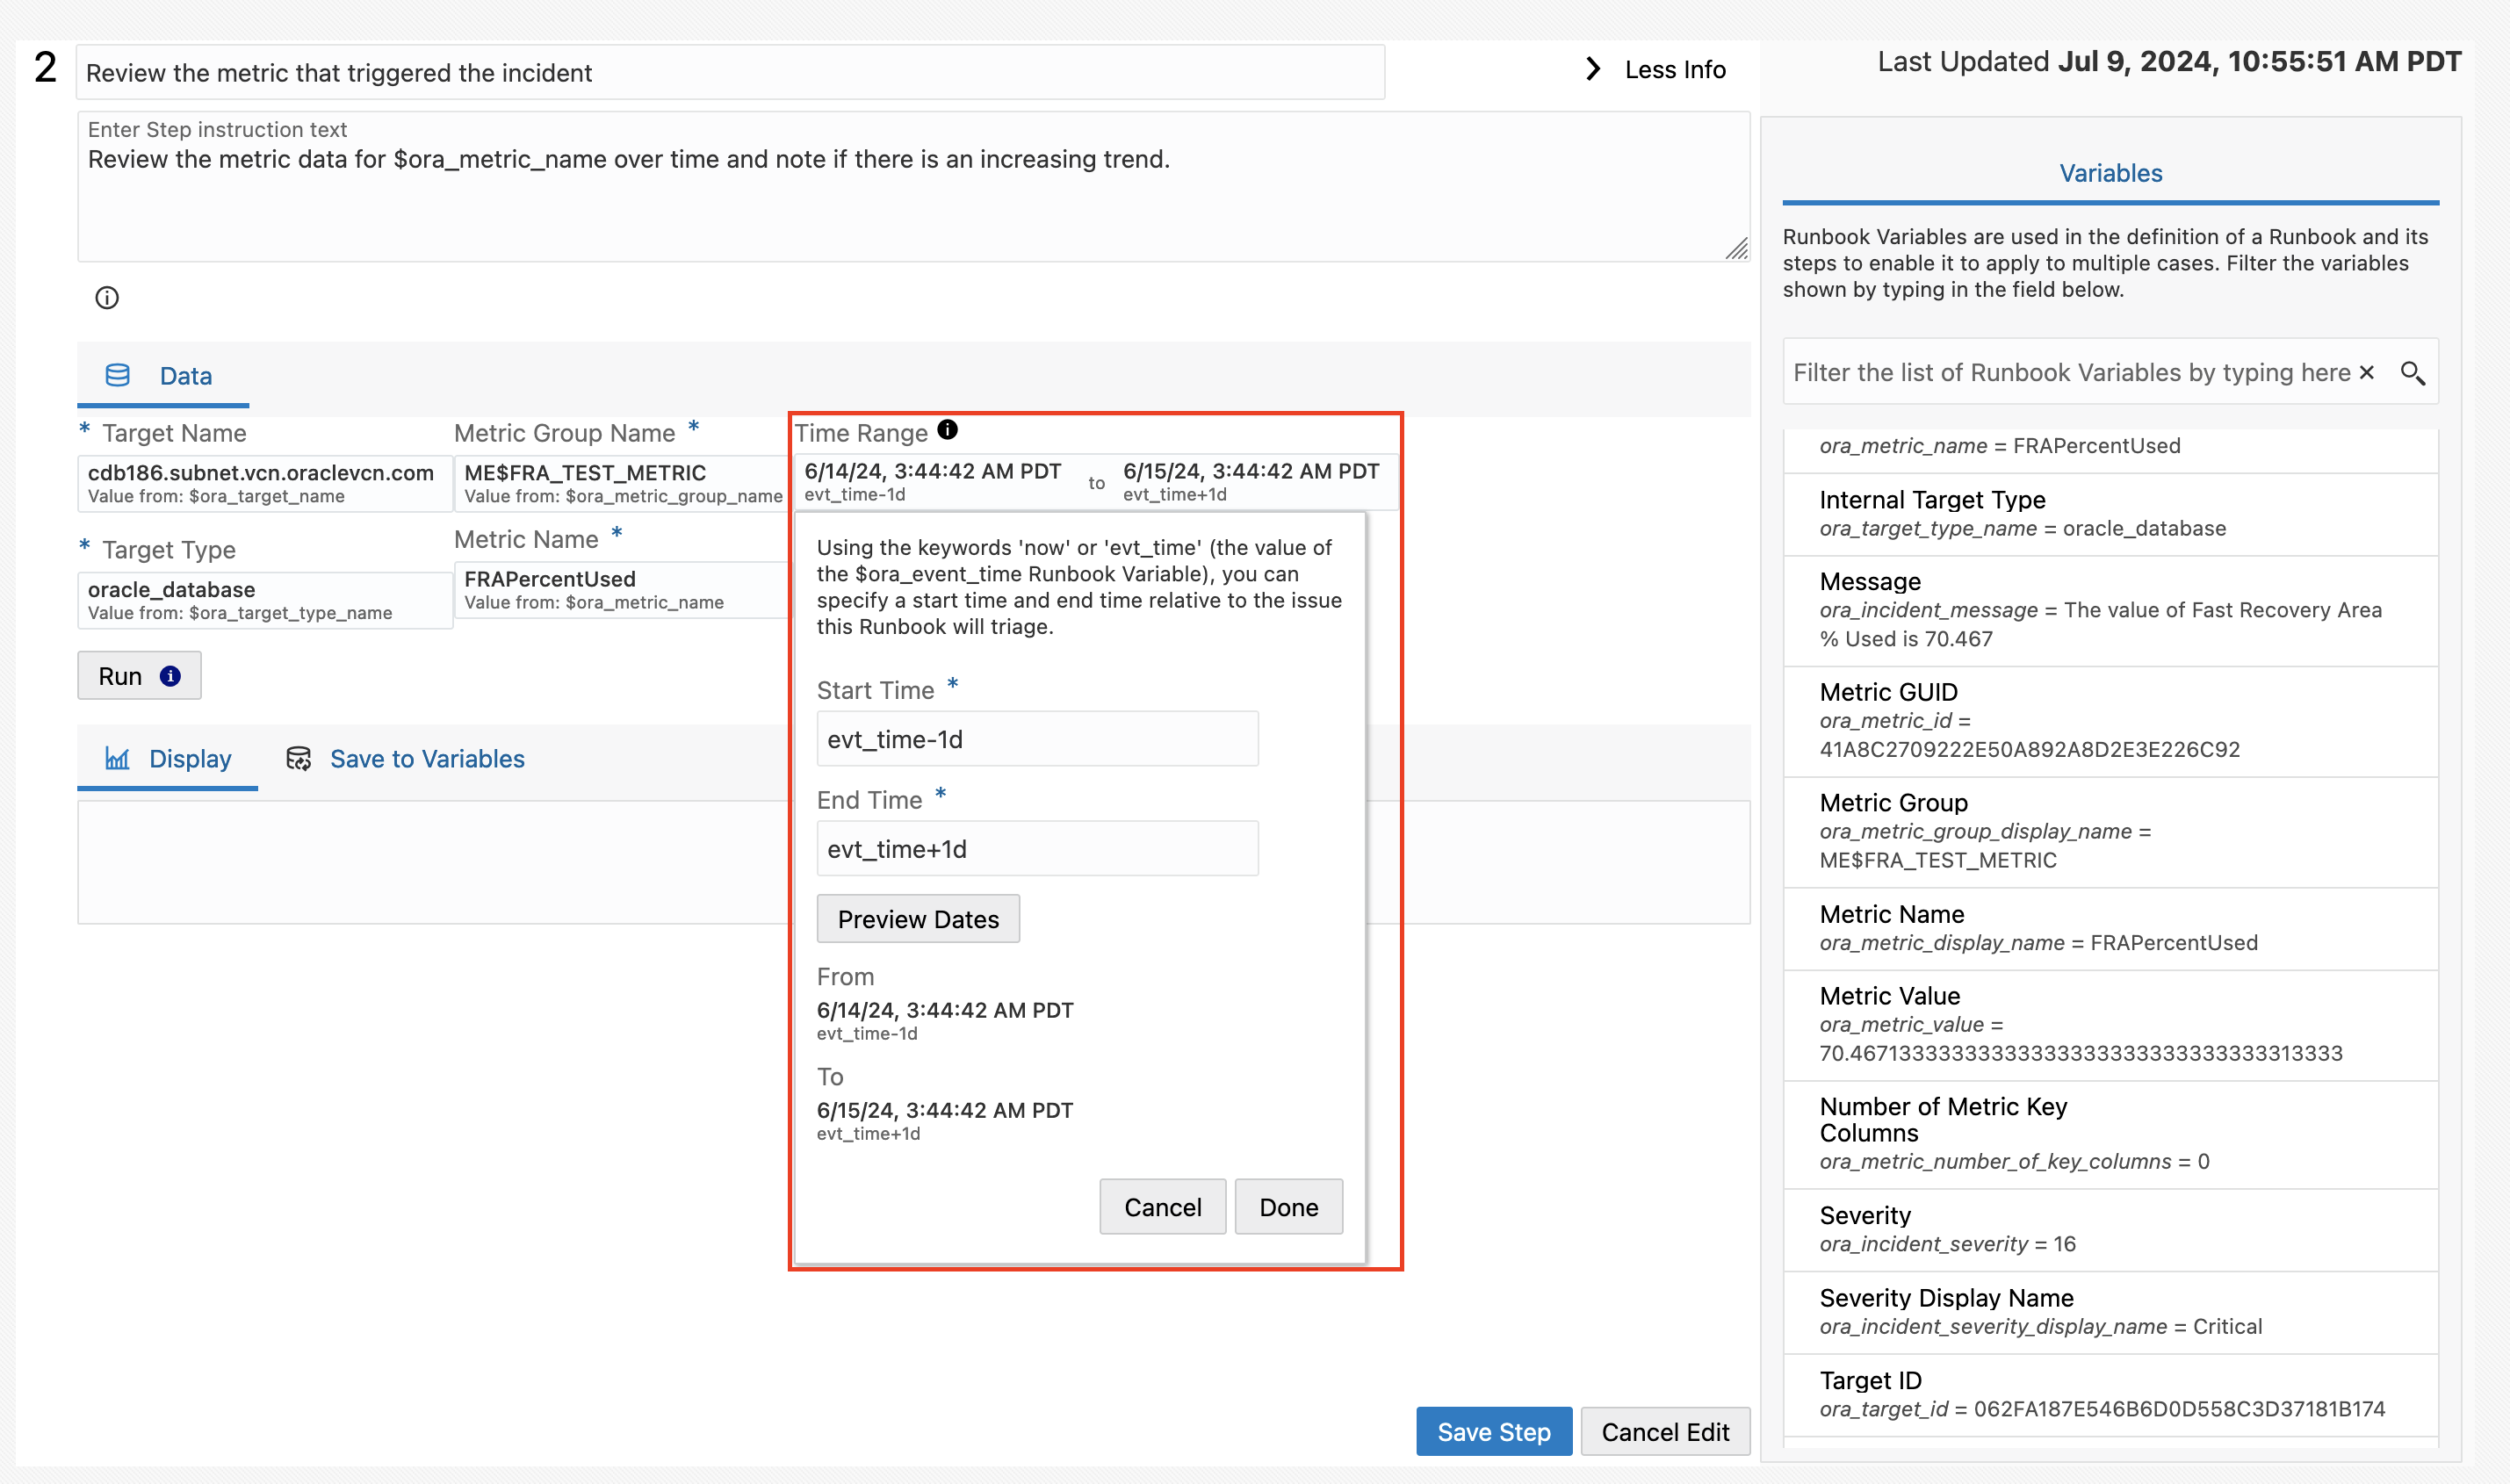 2
Review the metric that triggered the incident
Less Info
Last Updated Jul 9, 2024, 10:55:51 AM PDT
Enter Step instruction text
Review the metric data for $ora_metric_name over time and note if there is an increasing trend.
Data
* Target Name
cdb186.subnet.vcn.oraclevcn.com
Value from: $ora_target_name
Metric Group Name *
ME$FRA_TEST_METRIC
Value from: $ora_metric_group_name
* Target Type
oracle_database
Value from: $ora_target_type_name
Metric Name *
FRAPercentUsed
Value from: $ora_metric_name
Run
Display
Save to Variables
Time Range
6/14/24, 3:44:42 AM PDT to 6/15/24, 3:44:42 AM PDT
evt_time-1d evt_time+1d
Using the keywords 'now' or 'evt_time' (the value of
the $ora_event_time Runbook Variable), you can
specify a start time and end time relative to the issue
this Runbook will triage.
Start Time *
evt_time-1d
End Time *
evt_time+1d
Preview Dates
From
6/14/24, 3:44:42 AM PDT
evt_time-1d
To
6/15/24, 3:44:42 AM PDT
evt_time+1d
Cancel
Done
Save Step
Cancel Edit
Variables
Runbook Variables are used in the definition of a Runbook and its
steps to enable it to apply to multiple cases. Filter the variables
shown by typing in the field below.
Filter the list of Runbook Variables by typing here
ora_metric_name = FRAPercentUsed
Internal Target Type
ora_target_type_name = oracle_database
Message
ora_incident_message = The value of Fast Recovery Area
% Used is 70.467
Metric GUID
ora_metric_id =
41A8C2709222E50A892A8D2E3E226C92
Metric Group
ora_metric_group_display_name =
ME$FRA_TEST_METRIC
Metric Name
ora_metric_display_name = FRAPercentUsed
Metric Value
ora_metric_value =
Number of Metric Key
Columns
ora_metric_number_of_key_columns = 0
Severity
ora_incident_severity = 16
Severity Display Name
ora_incident_severity_display_name = Critical
Target ID
ora_target_id = 062FA187E546B6D0D558C3D37181B174